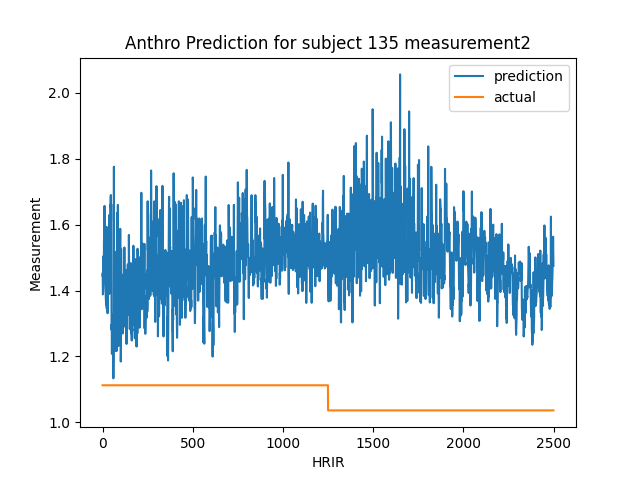 Anthro Prediction for subject 135 measurement2
prediction
actual
Measurement
2.0
1.8
1.6
1.4
1.2
1.0
0
500
1000
1500
2000
2500
HRIR